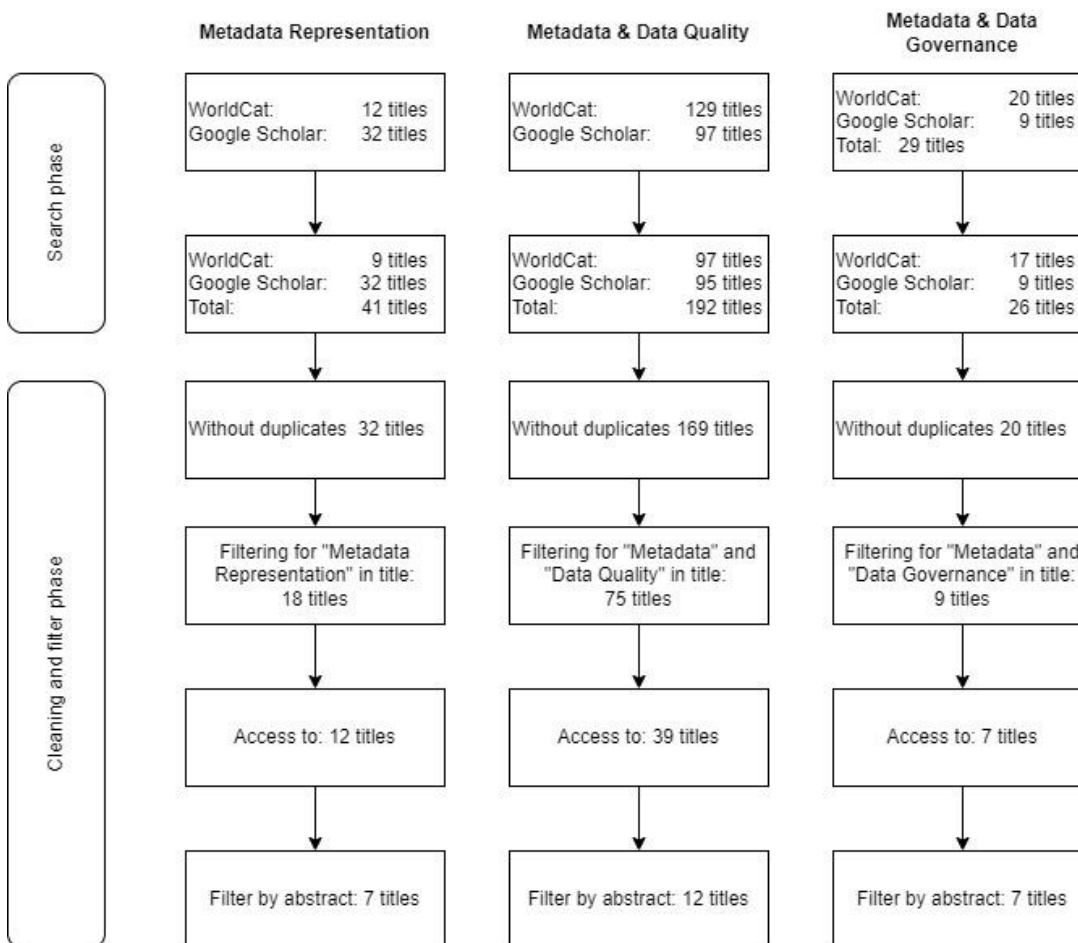 Metadata Representation
Metadata & Data Quality
Metadata & Data
Governance
Search phase
WorldCat: 12 titles
Google Scholar: 32 titles
WorldCat: 129 titles
Google Scholar: 97 titles
WorldCat: 20 titles
Google Scholar: 9 titles
Total: 29 titles
WorldCat: 9 titles
Google Scholar: 32 titles
Total: 41 titles
WorldCat: 97 titles
Google Scholar: 95 titles
Total: 192 titles
WorldCat: 17 titles
Google Scholar: 9 titles
Total: 26 titles
Cleaning and filter phase
Without duplicates 32 titles
Without duplicates 169 titles
Without duplicates 20 titles
Filtering for "Metadata
Representation" in title:
18 titles
Filtering for "Metadata" and
"Data Quality" in title:
75 titles
Filtering for "Metadata" and
"Data Governance" in title:
9 titles
Access to: 12 titles
Access to: 39 titles
Access to: 7 titles
Filter by abstract: 7 titles
Filter by abstract: 12 titles
Filter by abstract: 7 titles